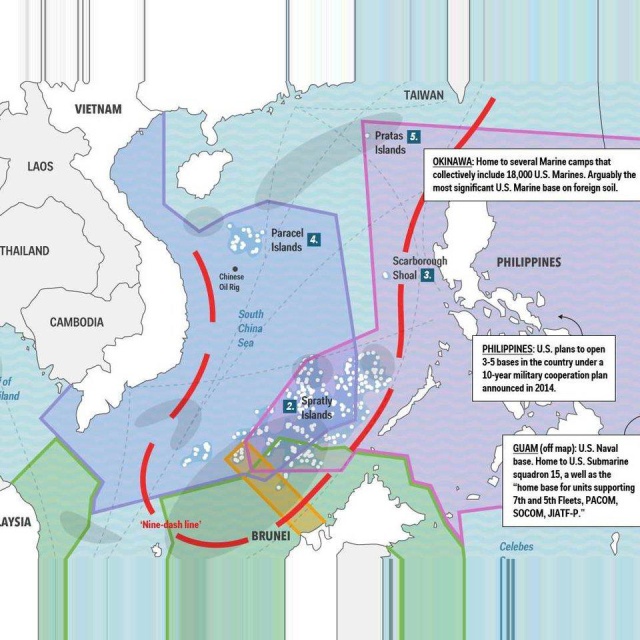 TAIWAN
VIETNAM
Pratas
Islands
5.
LAOS
OKINAWA: Home to several Marine camps that
collectively include 18,000 U.S. Marines. Arguably the
most significant U.S. Marine base on foreign soil.
THAILAND
Paracel
Islands
4.
Chinese
Oil Rig
Scarborough
Shoal
3.
PHILIPPINES
CAMBODIA
South
China
Sea
PHILIPPINES: U.S. plans to open
3-5 bases in the country under a
10-year military cooperation plan
announced in 2014.
of
iland
2.
Spratly
Islands
GUAM (off map): U.S. Naval
base. Home to U.S. Submarine
squadron 15, a well as the
"home base for units supporting
7th and 5th Fleets, PACOM,
SOCOM, JIATF-P."
LAYSIA
'Nine-dash line'
BRUNEI
Celebes